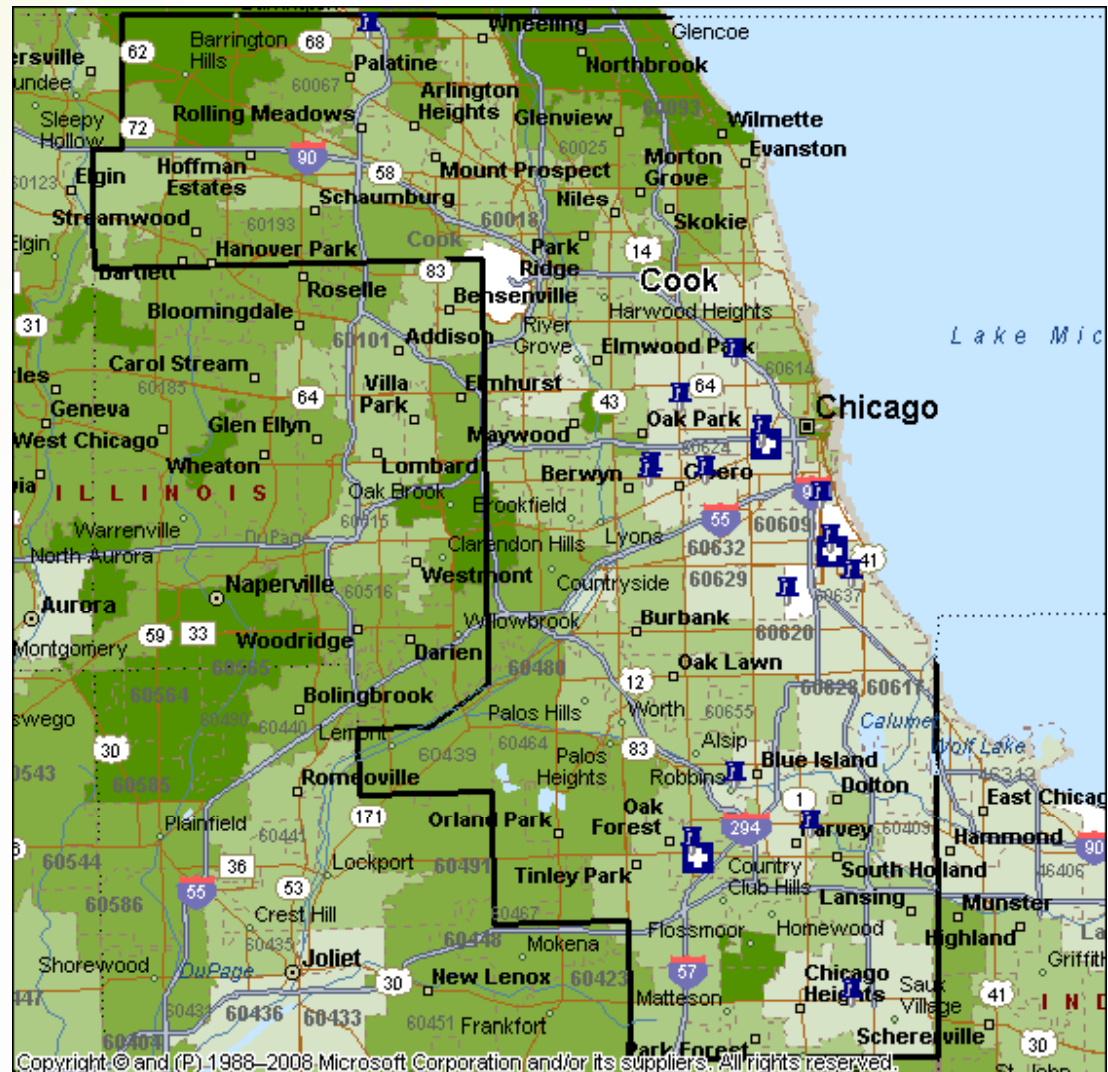 Wheeling
Glencoe
Barrington
Hills
68
62
Northbrook
ersville
Palatine
undee
60067
Arlington
Heights
60093
Sleepy
Hollow
Rolling Meadows
Glenview
Wilmette
72
60025
Evanston
90
Hoffman
Estates
58
Mount Prospect
Morton
Grove
60123
Elgin
Schaumburg
Niles
Streamwood
60193
60018
Skokie
Elgin
Cook
Hanover Park
Park
Ridge
14
Bartlett
83
Cook
Roselle
Bensenville
Harwood Heights
Bloomingdale
31
60101
Addison
River
Grove
Elmwood Park
Lake Mic
Carol Stream
60614
rles
60185
Villa
Park
Elmhurst
64
Geneva
64
43
Chicago
Glen Ellyn
Oak Park
West Chicago
Maywood
60624
Wheaton
Lombard
Berwyn
Cicero
via
ILLINOIS
Oak Brook
Brookfield
Warrenville
60515
55
60609
DuPage
Lyons
North Aurora
Clarendon Hills
60632
41
Westmont
Countryside
60629
Naperville
60516
60637
Aurora
Willowbrook
Burbank
59
33
60620
Montgomery
Woodridge
Darien
60565
60480
Oak Lawn
60564
Bolingbrook
12
60828
60617
swego
60490
60440
Palos Hills
Worth
60655
Calumet
30
Lemont
60439
60464
83
Alsip
Wolf Lake
Palos
Heights
Blue Island
0543
60585
Romeoville
Robbins
46312
Dolton
East Chicag
171
Oak
Forest
1
Plainfield
Orland Park
294
Harvey
60409
Hammond
60441
90
60544
36
Lockport
60491
Country
Club Hills
South Holland
Tinley Park
46406
55
53
60586
Lansing
Crest Hill
60467
Munster
60435
60448
Flossmoor
Homewood
Highland
Joliet
Mokena
Shorewood
DuPage
30
New Lenox
60423
57
Chicago
Heights
Griffith
447
60431
Matteson
Sauk
Village
41
60436
60433
60451
Frankfort
IND
60404
Park Forest
Schererville
30
St. John
Copyright © and (P) 1988–2008 Microsoft Corporation and/or its suppliers. All rights reserved.